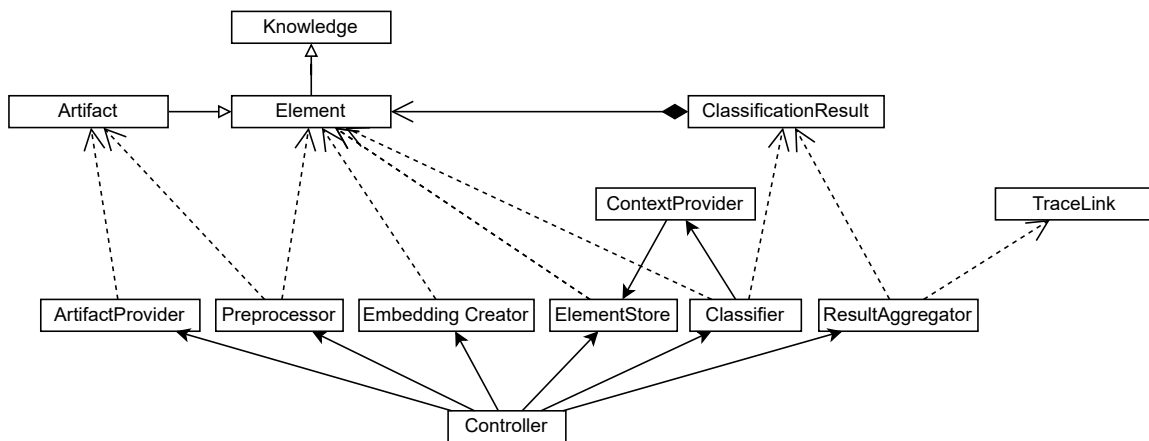 Knowledge
Artifact
Element
ClassificationResult
ContextProvider
TraceLink
ArtifactProvider
Preprocessor
Embedding Creator
ElementStore
Classifier
ResultAggregator
Controller